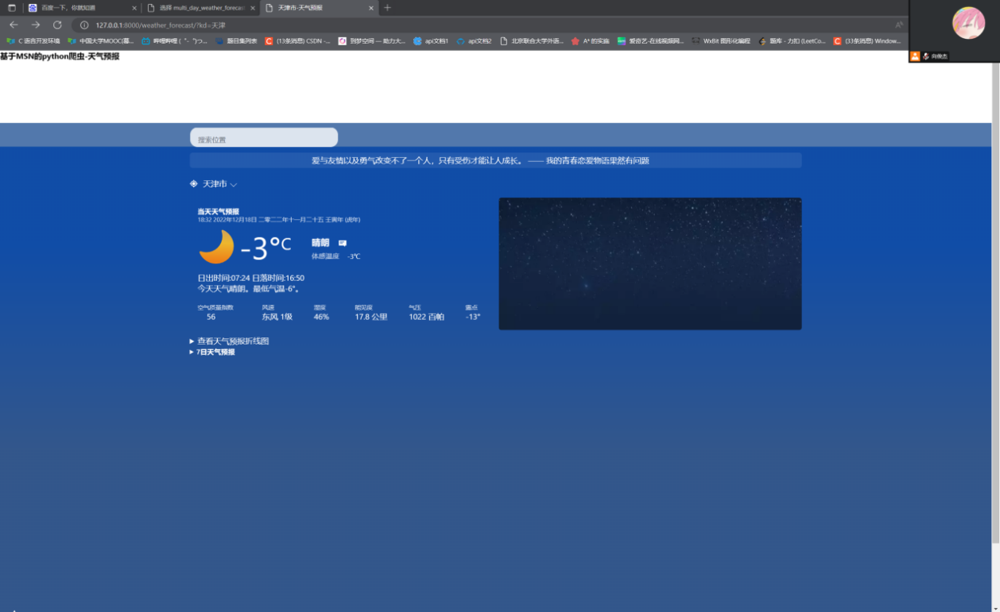 百度一下，你就知道
选择 multi_day_weather_forecas
天津市-天气预报
127.0.0.1:8000/weather_forecast/?kd=天津
C 语言开发环境 中国大学MOOC(慕... 哔哩哔哩 ( ゜- ゜)つ... 题目集列表 (13条消息) CSDN -... 到梦空间 — 助力大... api文档1 api文档2 北京联合大学外语... A* 的实施 爱奇艺-在线视频网... WxBit 图形化编程 题库 - 力扣 (LeetCo... (33条消息) Window...
向俊杰
基于MSN的python爬虫-天气预报
搜索位置
爱与友情以及勇气改变不了一个人，只有受伤才能让人成长。 —— 我的青春恋爱物语果然有问题
天津市
当天天气预报
18:32 2022年12月18日 二零二二年十一月二十五 壬寅年 (虎年)
-3°C
晴朗
体感温度 -3℃
日出时间:07:24 日落时间:16:50
今天天气晴朗。最低气温-6°。
空气质量指数 风速 湿度 能见度 气压 露点
56 东风 1级 46% 17.8 公里 1022 百帕 -13°
查看天气预报折线图
7日天气预报